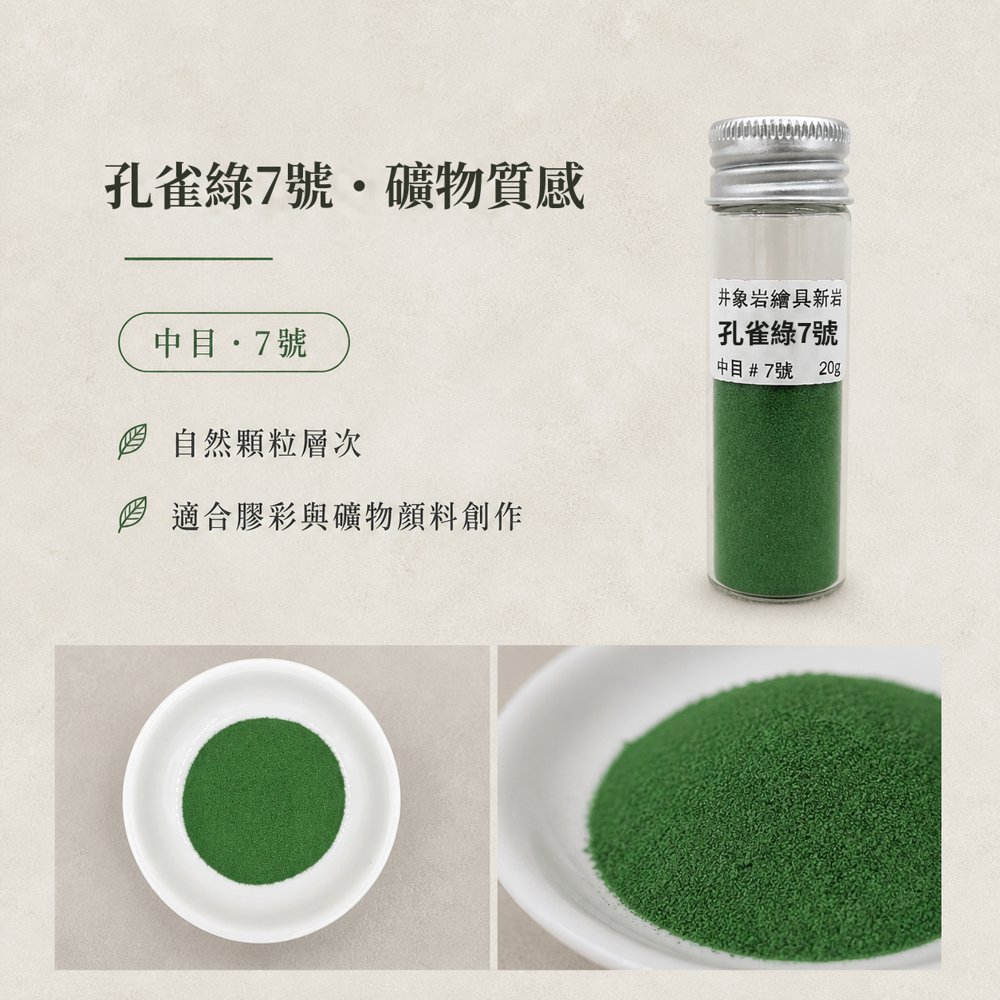 孔雀綠7號・礦物質感
中目・7號
自然顆粒層次
適合膠彩與礦物顏料創作
井象岩繪具新岩
孔雀綠7號
中目 # 7號 20g